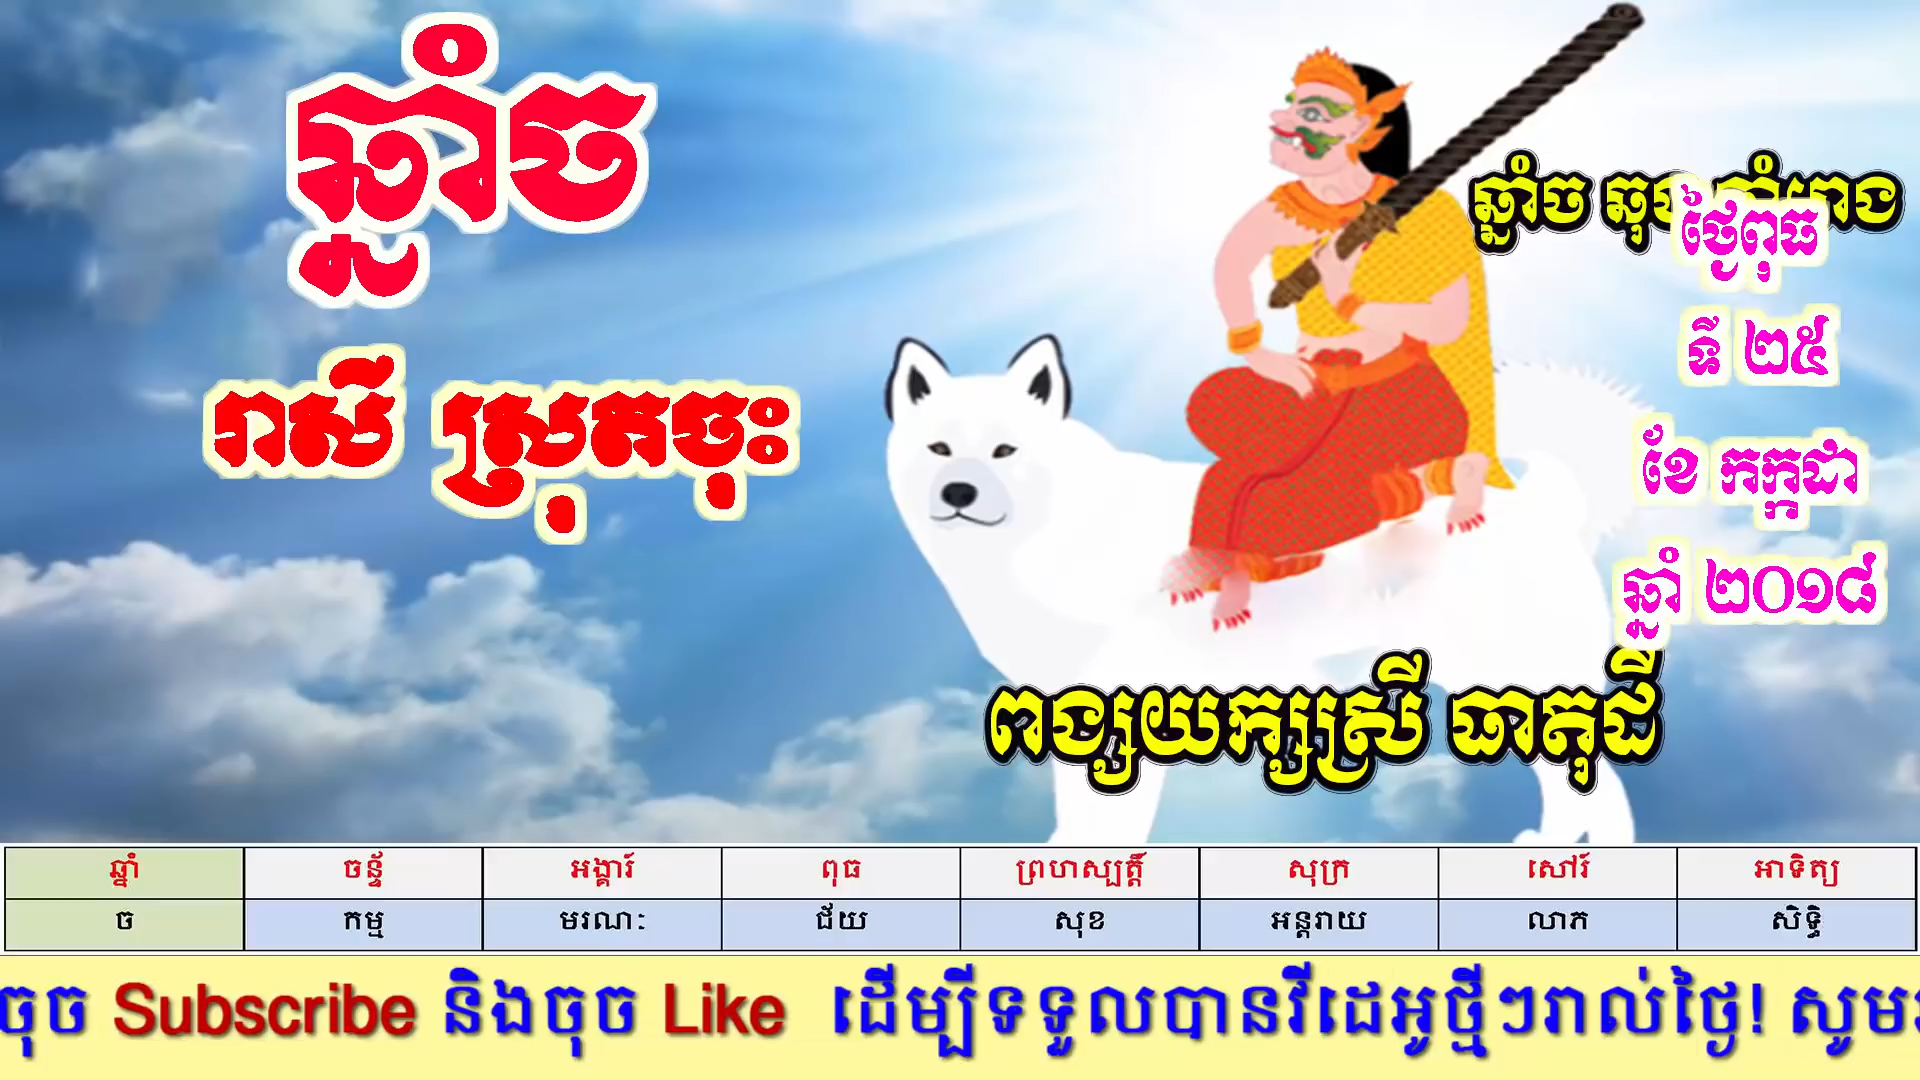 ឆ្នាំច
រាសី ស្រុតចុះ
ឆ្នាំច
ថ្ងៃពុធ
ទី ២៥
ខែ កក្កដា
ឆ្នាំ ២០១៨
ពង្សយក្សស្រី ធាតុដី
ឆ្នាំ ចន្ទ័ អង្គារ៍ ពុធ ព្រហស្បត្តិ៍ សុក្រ សៅរ៍ អាទិត្យ
ច កម្ម មរណៈ ជ័យ សុខ អន្តរាយ លាភ សិទ្ធិ
ចុច Subscribe និងចុច Like ដើម្បីទទួលបានវីដេអូថ្មីៗរាល់ថ្ងៃ!